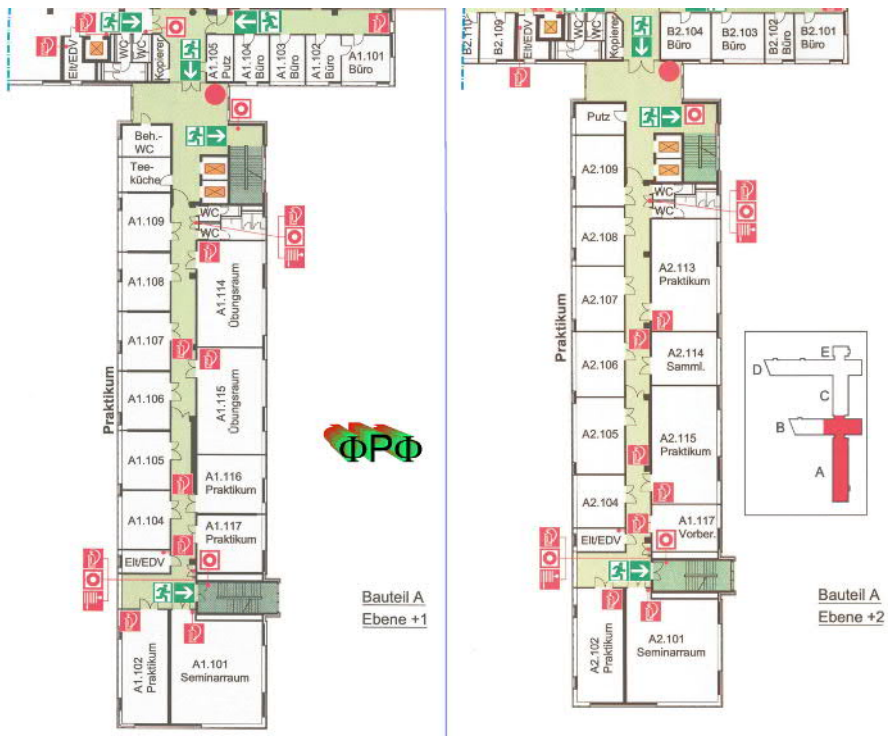 Elt/EDV
WC
WC
Kopierer
A1.105
Putz
A1.104
Büro
A1.103
Büro
A1.102
Büro
A1.101
Büro
Beh.-
WC
Tee-
küche
WC
WC
A1.109
A1.108
A1.107
A1.106
A1.105
A1.104
Praktikum
A1.114
Übungsraum
A1.115
Übungsraum
A1.116
Praktikum
A1.117
Praktikum
Elt/EDV
A1.102
Praktikum
A1.101
Seminarraum
ΦPΦ
Bauteil A
Ebene +1
B2.110
B2.109
Elt/EDV
WC
WC
Kopierer
B2.104
Büro
B2.103
Büro
B2.102
Büro
B2.101
Büro
Putz
WC
WC
A2.109
A2.108
A2.107
A2.106
A2.105
A2.104
Praktikum
A2.113
Praktikum
A2.114
Samml.
A2.115
Praktikum
A1.117
Vorber.
Elt/EDV
A2.102
Praktikum
A2.101
Seminarraum
E
D
C
B
A
Bauteil A
Ebene +2